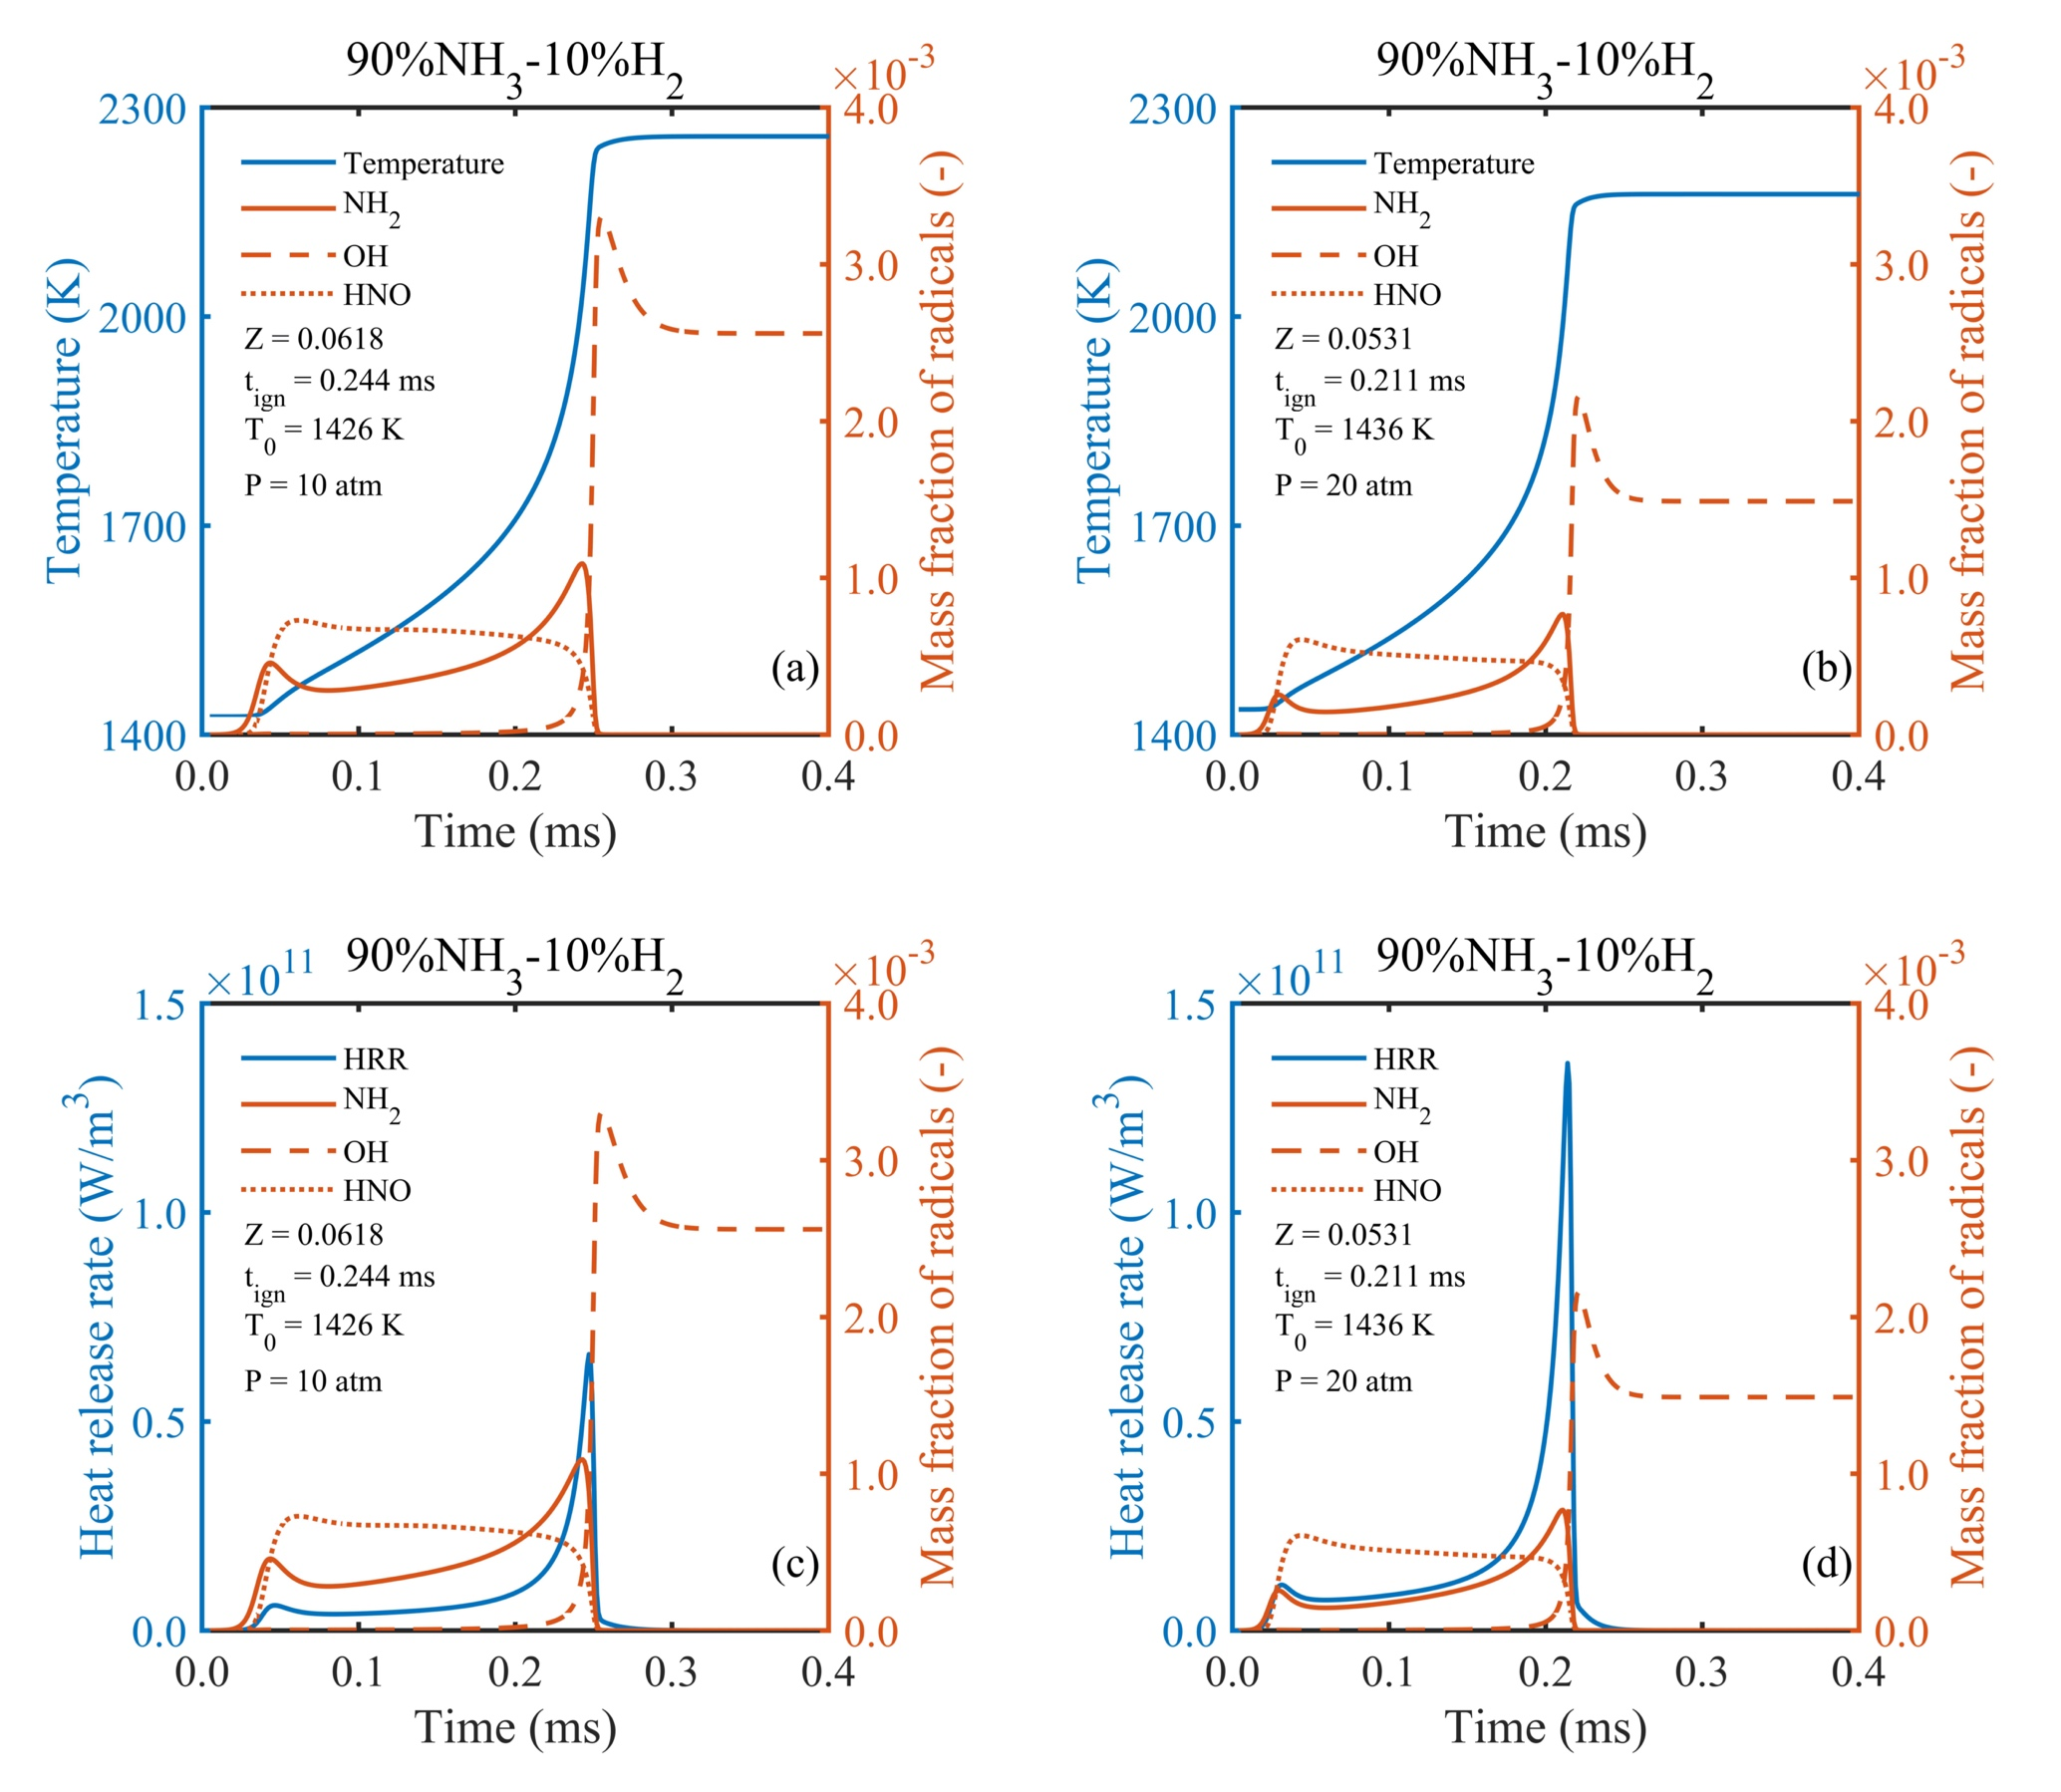 90%NH3-10%H2
×10-3
Temperature (K)
2300
2000
1700
1400
Temperature
NH2
OH
HNO
Z = 0.0618
tign = 0.244 ms
T0 = 1426 K
P = 10 atm
(a)
4.0
3.0
2.0
1.0
0.0
Mass fraction of radicals (-)
0.0 0.1 0.2 0.3 0.4
Time (ms)
90%NH3-10%H2
×10-3
Temperature (K)
2300
2000
1700
1400
Temperature
NH2
OH
HNO
Z = 0.0531
tign = 0.211 ms
T0 = 1436 K
P = 20 atm
(b)
4.0
3.0
2.0
1.0
0.0
Mass fraction of radicals (-)
0.0 0.1 0.2 0.3 0.4
Time (ms)
×1011 90%NH3-10%H2
×10-3
Heat release rate (W/m3)
1.5
1.0
0.5
0.0
HRR
NH2
OH
HNO
Z = 0.0618
tign = 0.244 ms
T0 = 1426 K
P = 10 atm
(c)
4.0
3.0
2.0
1.0
0.0
Mass fraction of radicals (-)
0.0 0.1 0.2 0.3 0.4
Time (ms)
×1011 90%NH3-10%H2
×10-3
Heat release rate (W/m3)
1.5
1.0
0.5
0.0
HRR
NH2
OH
HNO
Z = 0.0531
tign = 0.211 ms
T0 = 1436 K
P = 20 atm
(d)
4.0
3.0
2.0
1.0
0.0
Mass fraction of radicals (-)
0.0 0.1 0.2 0.3 0.4
Time (ms)